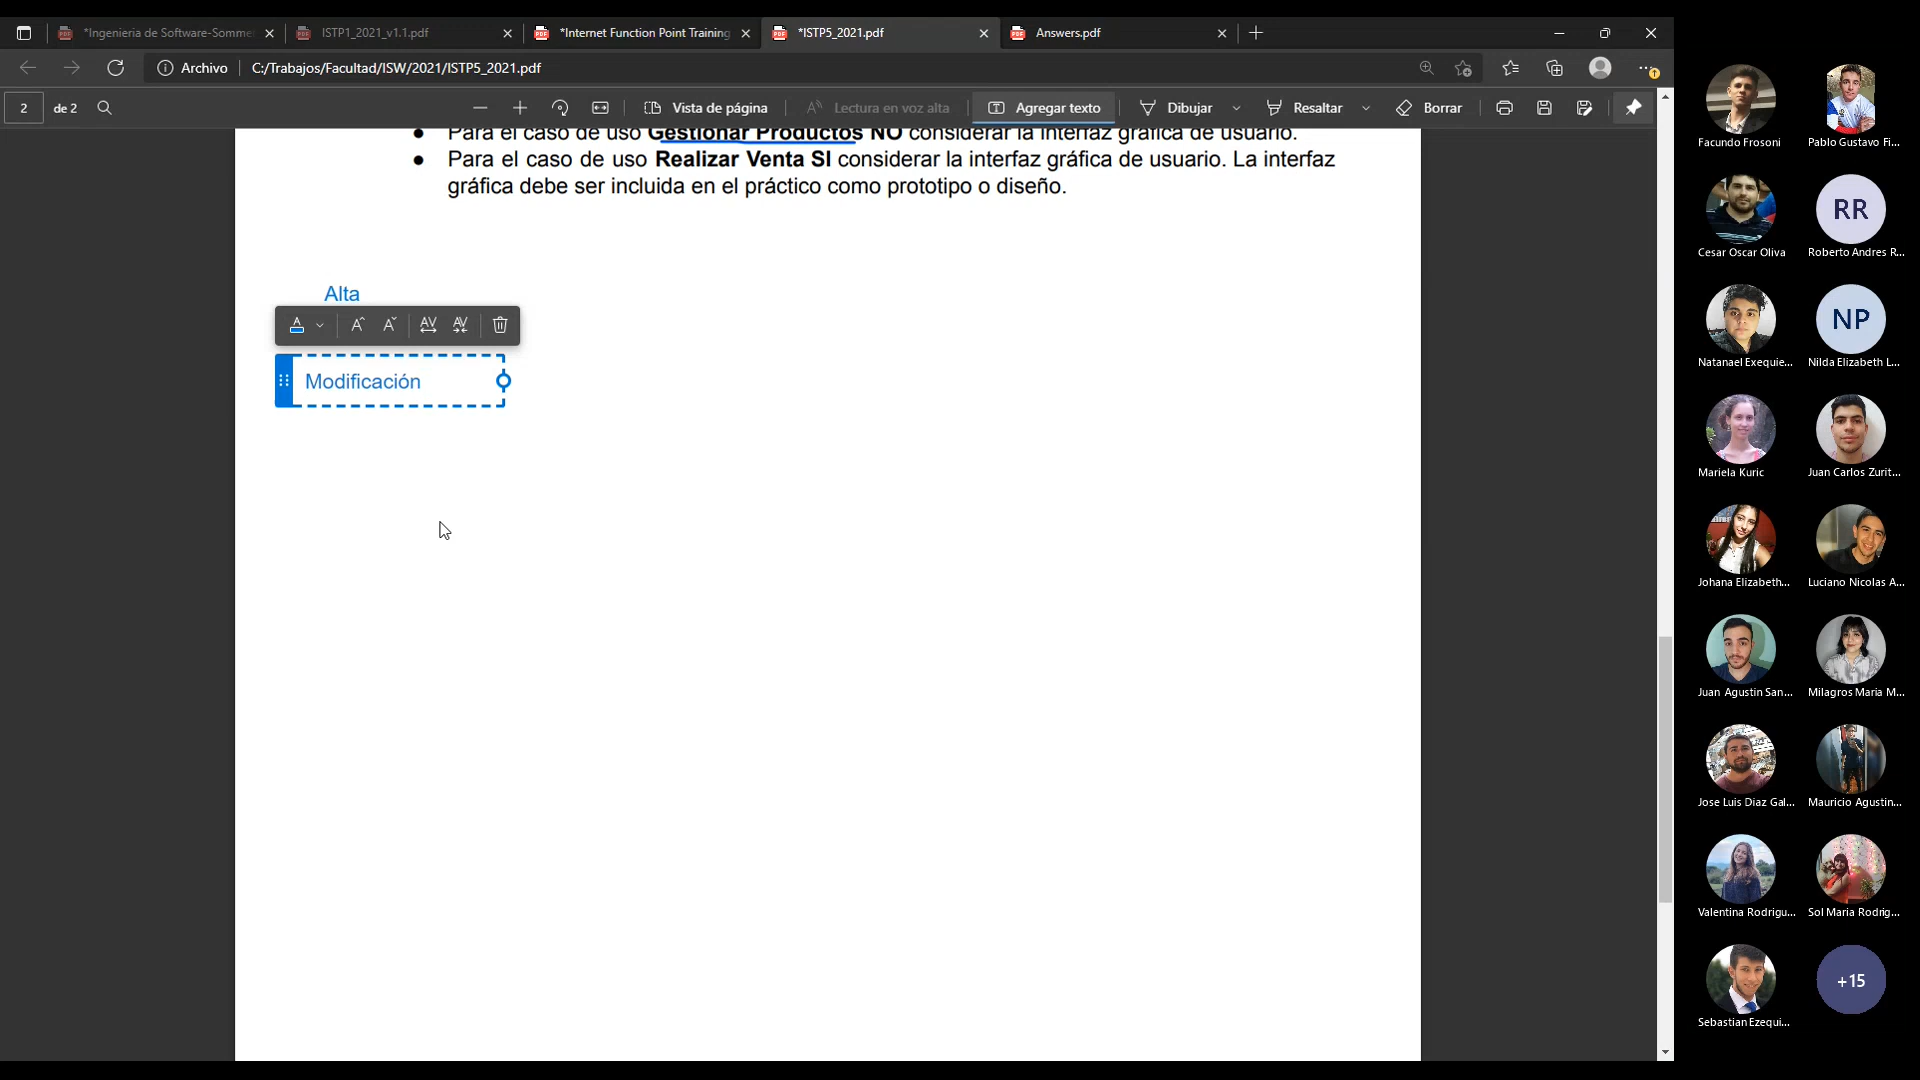 *Ingenieria de Software-Somme
ISTP1_2021_v1.1.pdf
*Internet Function Point Training
*ISTP5_2021.pdf
Answers.pdf
Archivo
C:/Trabajos/Facultad/ISW/2021/ISTP5_2021.pdf
2 de 2
Vista de página
Lectura en voz alta
Agregar texto
Dibujar
Resaltar
Borrar
Para el caso de uso Gestionar Productos NO considerar la interfaz gráfica de usuario.
Para el caso de uso Realizar Venta SI considerar la interfaz gráfica de usuario. La interfaz
gráfica debe ser incluida en el práctico como prototipo o diseño.
Alta
Modificación
Facundo Frosoni
Pablo Gustavo Fi...
Cesar Oscar Oliva
RR
Roberto Andres R...
Natanael Exequie...
NP
Nilda Elizabeth L...
Mariela Kuric
Juan Carlos Zurit...
Johana Elizabeth...
Luciano Nicolas A...
Juan Agustin San...
Milagros Maria M...
Jose Luis Diaz Gal...
Mauricio Agustin...
Valentina Rodrigu...
Sol Maria Rodrig...
Sebastian Ezequi...
+15